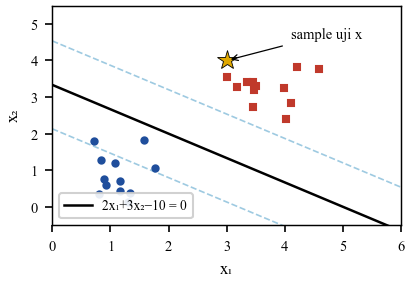 5
4
3
2
1
0
x₂
sample uji x
2x₁+3x₂−10 = 0
0 1 2 3 4 5 6
x₁